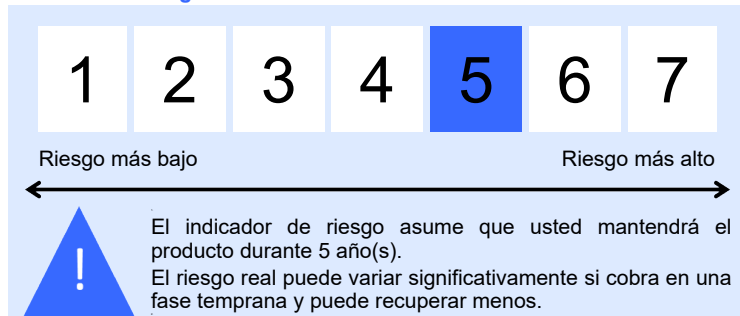 1 2 3 4 5 6 7
Riesgo más bajo Riesgo más alto
El indicador de riesgo asume que usted mantendrá el
producto durante 5 año(s).
El riesgo real puede variar significativamente si cobra en una
fase temprana y puede recuperar menos.
!